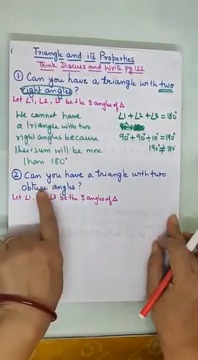 Triangle and its Properties
Think Discuss and Write pg 122
① Can you have a triangle with two
right angles ?
Let ∠1, ∠2, ∠3 be the 3 angles of Δ
We cannot have
a triangle with two
right angles because
their sum will be more
than 180°
∠1 + ∠2 + ∠3 = 180°
90° + 90° + 10° = 190°
190° ≠ 180°
② Can you have a triangle with two
obtuse angles ?
Let ∠1, be the 3 angles of Δ